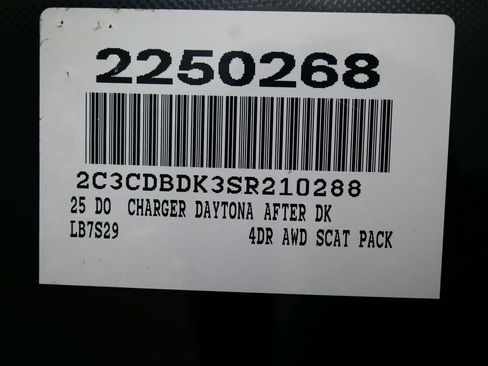 2250268
2C3CDBDK3SR210288
25 DO CHARGER DAYTONA AFTER DK
LB7S29 4DR AWD SCAT PACK